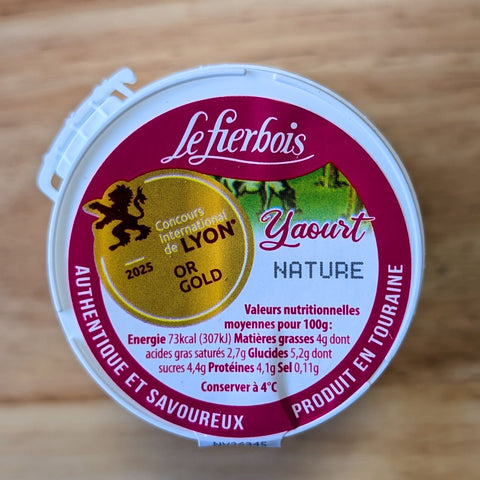 Le fierbois
Concours
International
de LYON
2025
OR
GOLD
Yaourt
NATURE
Valeurs nutritionnelles
moyennes pour 100g :
Energie 73kcal (307kJ) Matières grasses 4g dont
acides gras saturés 2,7g Glucides 5,2g dont
sucres 4,4g Protéines 4,1g Sel 0,11g
Conserver à 4°C
AUTHENTIQUE ET SAVOUREUX
PRODUIT EN TOURAINE